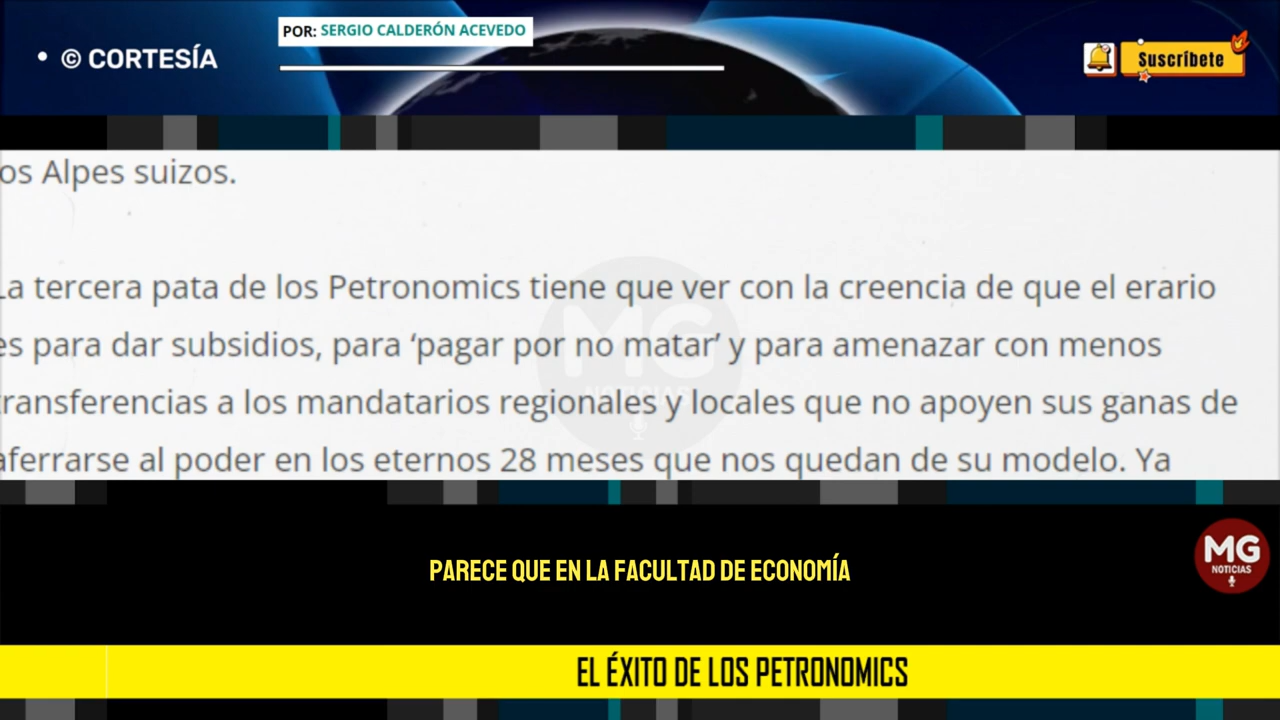 POR: SERGIO CALDERÓN ACEVEDO
• © CORTESÍA
Suscríbete
os Alpes suizos.
La tercera pata de los Petronomics tiene que ver con la creencia de que el erario
es para dar subsidios, para ‘pagar por no matar’ y para amenazar con menos
transferencias a los mandatarios regionales y locales que no apoyen sus ganas de
aferrarse al poder en los eternos 28 meses que nos quedan de su modelo. Ya
MG
NOTICIAS
PARECE QUE EN LA FACULTAD DE ECONOMÍA
MG
NOTICIAS
EL ÉXITO DE LOS PETRONOMICS